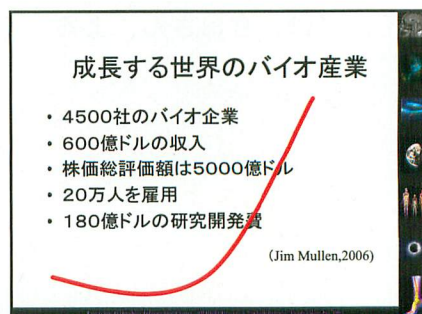 成長する世界のバイオ産業
• 4500社のバイオ企業
• 600億ドルの収入
• 株価総評価額は5000億ドル
• 20万人を雇用
• 180億ドルの研究開発費
(Jim Mullen,2006)